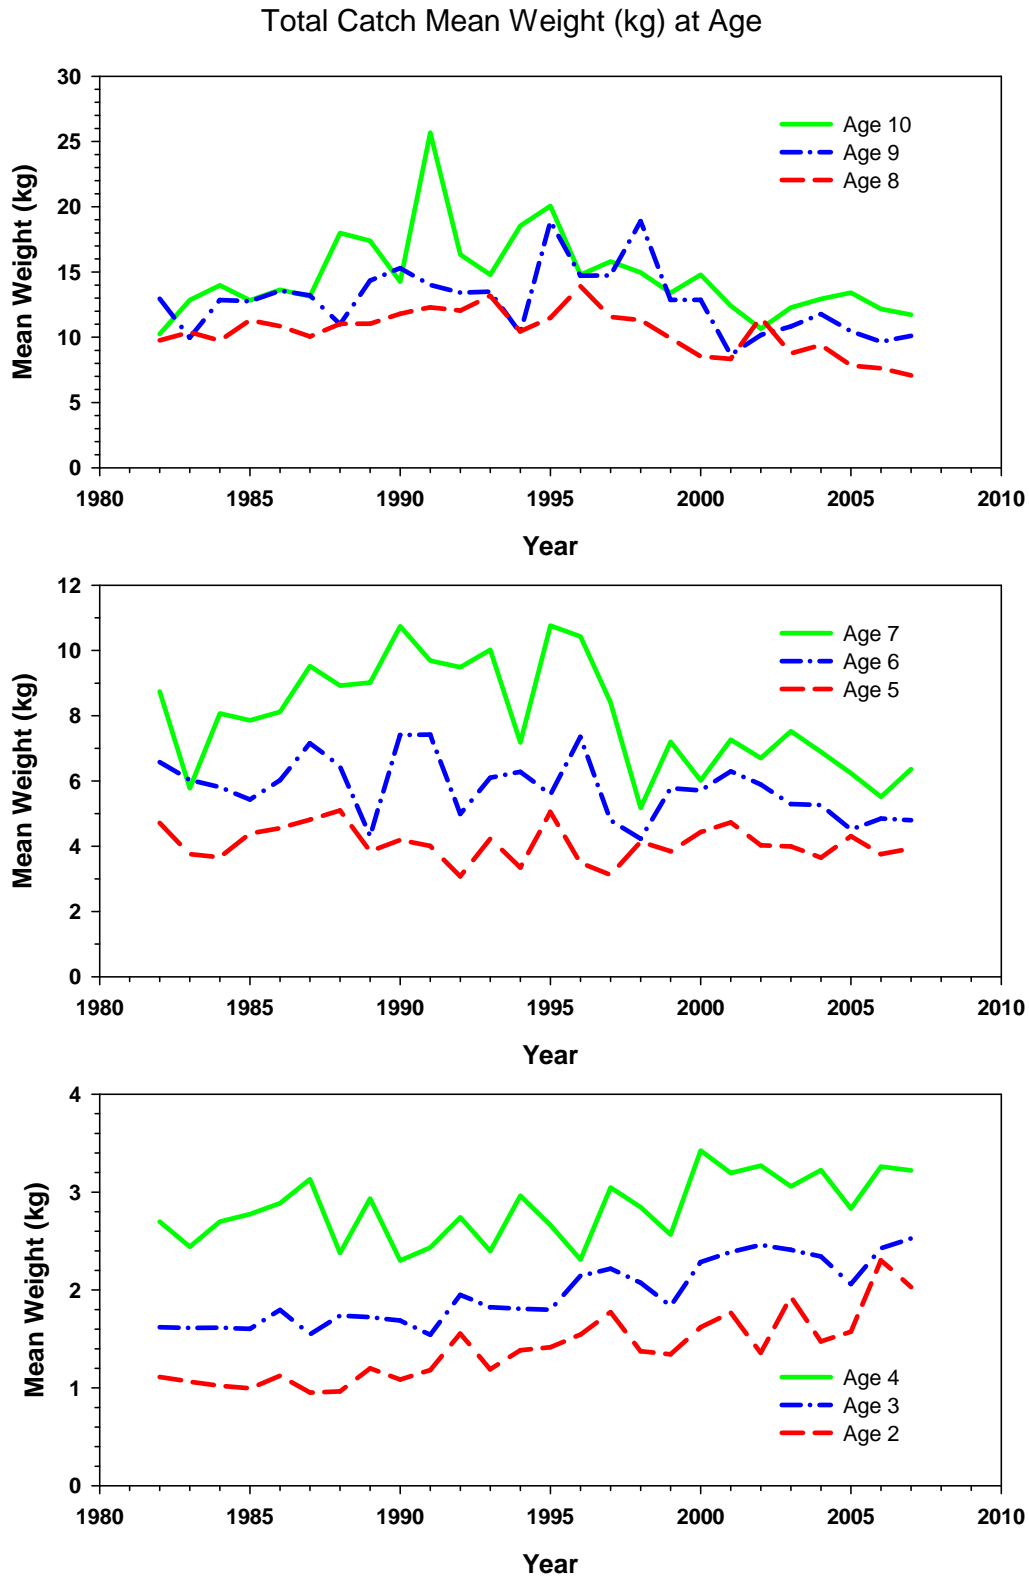 Total Catch Mean Weight (kg) at Age
30
25
20
15
10
5
0
Mean Weight (kg)
Age 10
Age 9
Age 8
1980 1985 1990 1995 2000 2005 2010
Year
12
10
8
6
4
2
0
Mean Weight (kg)
Age 7
Age 6
Age 5
1980 1985 1990 1995 2000 2005 2010
Year
4
3
2
1
0
Mean Weight (kg)
Age 4
Age 3
Age 2
1980 1985 1990 1995 2000 2005 2010
Year